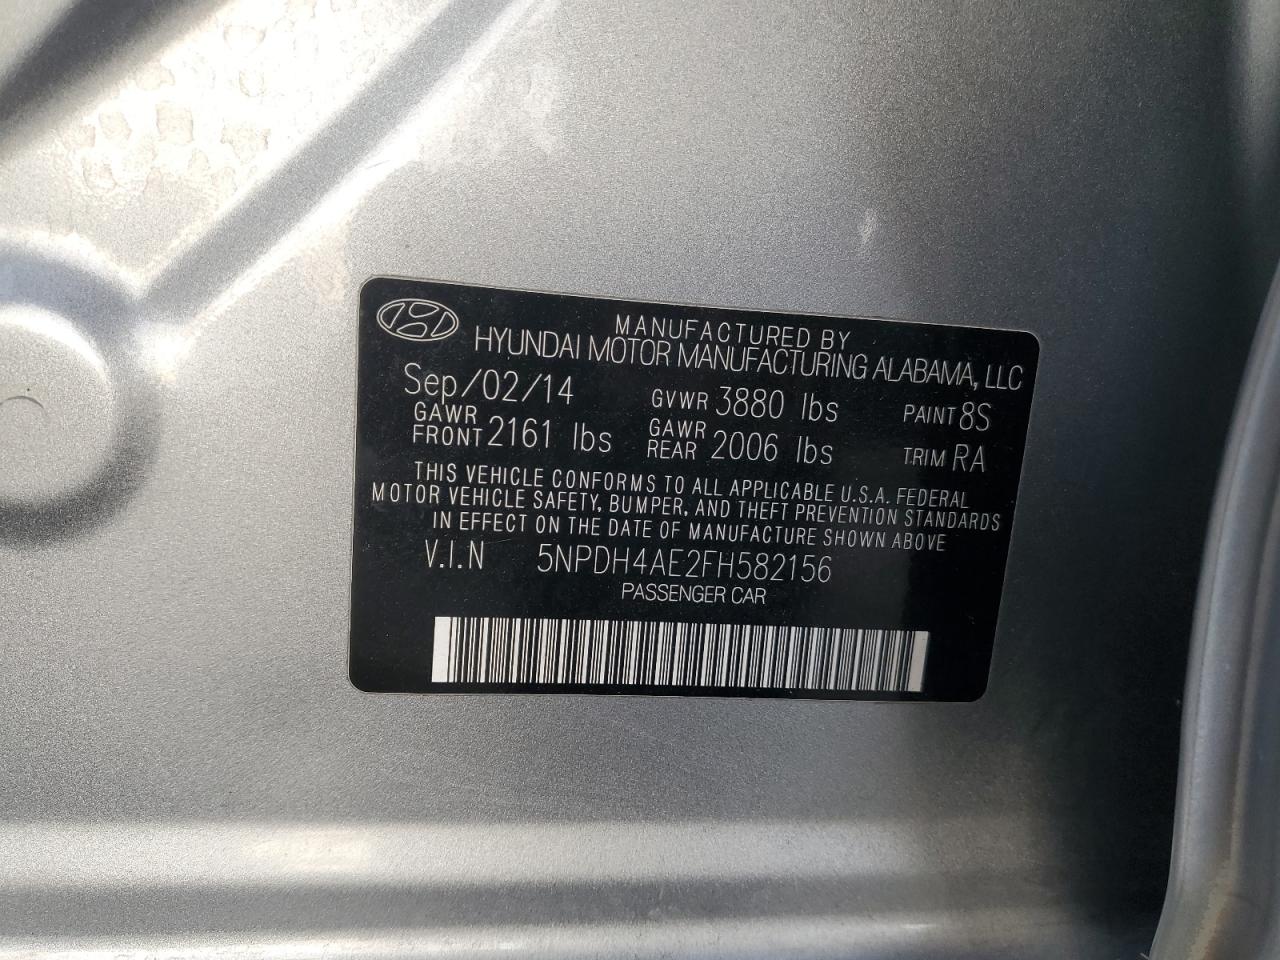 MANUFACTURED BY
HYUNDAI MOTOR MANUFACTURING ALABAMA, LLC
Sep/02/14 GVWR 3880 lbs PAINT 8S
GAWR FRONT 2161 lbs GAWR REAR 2006 lbs TRIM RA
THIS VEHICLE CONFORMS TO ALL APPLICABLE U.S.A. FEDERAL
MOTOR VEHICLE SAFETY, BUMPER, AND THEFT PREVENTION STANDARDS
IN EFFECT ON THE DATE OF MANUFACTURE SHOWN ABOVE
V.I.N 5NPDH4AE2FH582156
PASSENGER CAR